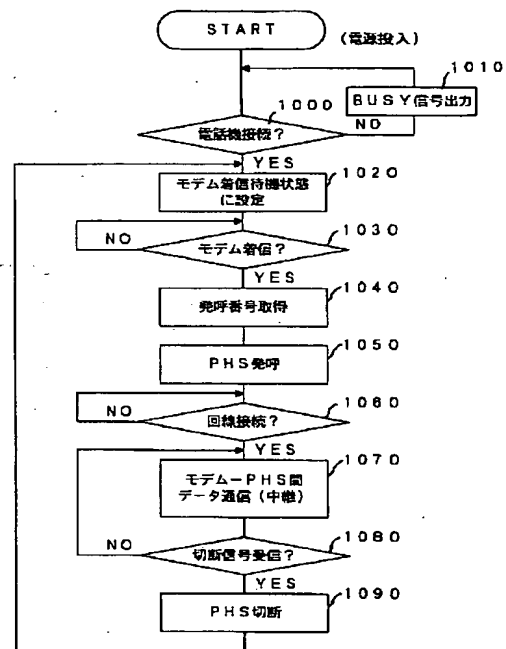 START
(電源投入)
1010
BUSY信号出力
1000
NO
電話機接続?
YES
1020
モデム着信待機状態
に設定
1030
NO
モデム着信?
YES
1040
発呼番号取得
1050
PHS発呼
1060
NO
回線接続?
YES
1070
モデムーPHS間
データ通信(中継)
1080
NO
切断信号受信?
YES
1090
PHS切断